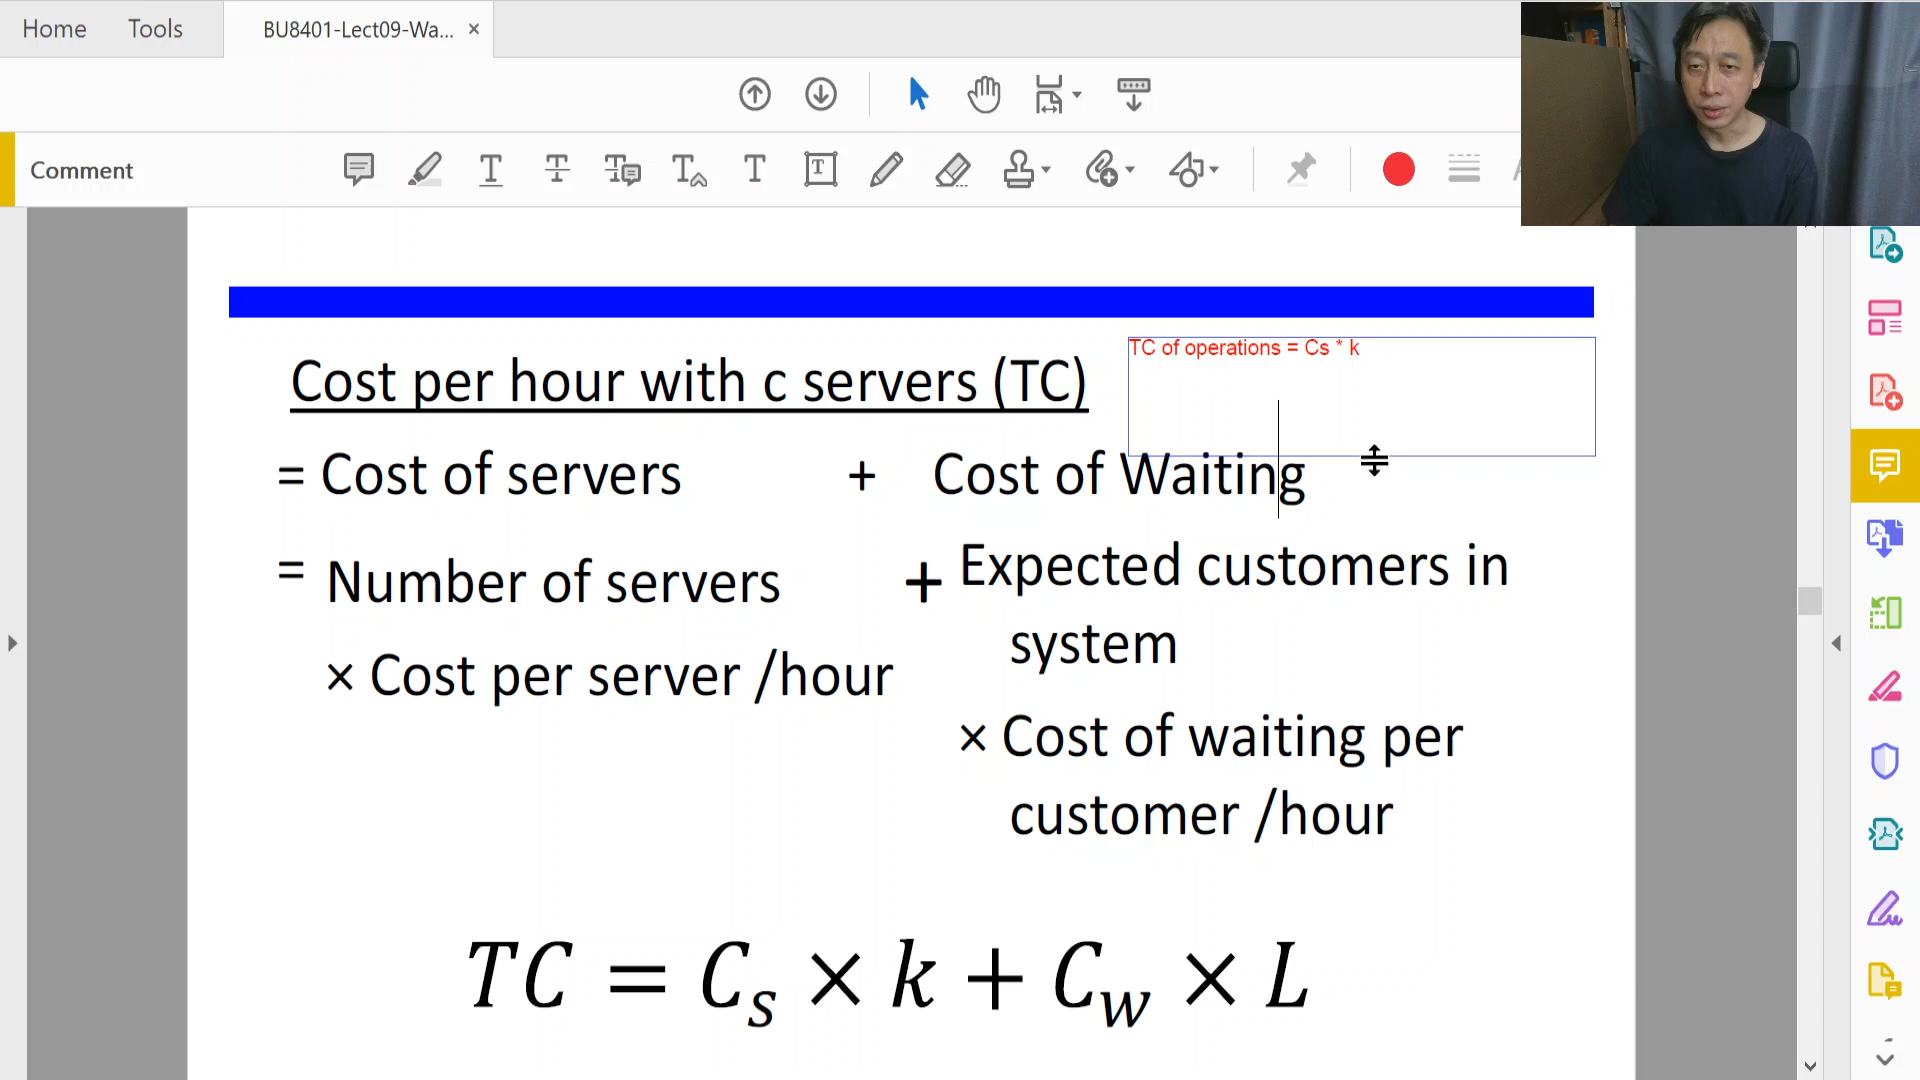 Home Tools BU8401-Lect09-Wa... ×
Comment
Cost per hour with c servers (TC)
TC of operations = Cs * k
= Cost of servers + Cost of Waiting
= Number of servers + Expected customers in
system
× Cost per server /hour
× Cost of waiting per
customer /hour
TC = Cs × k + Cw × L